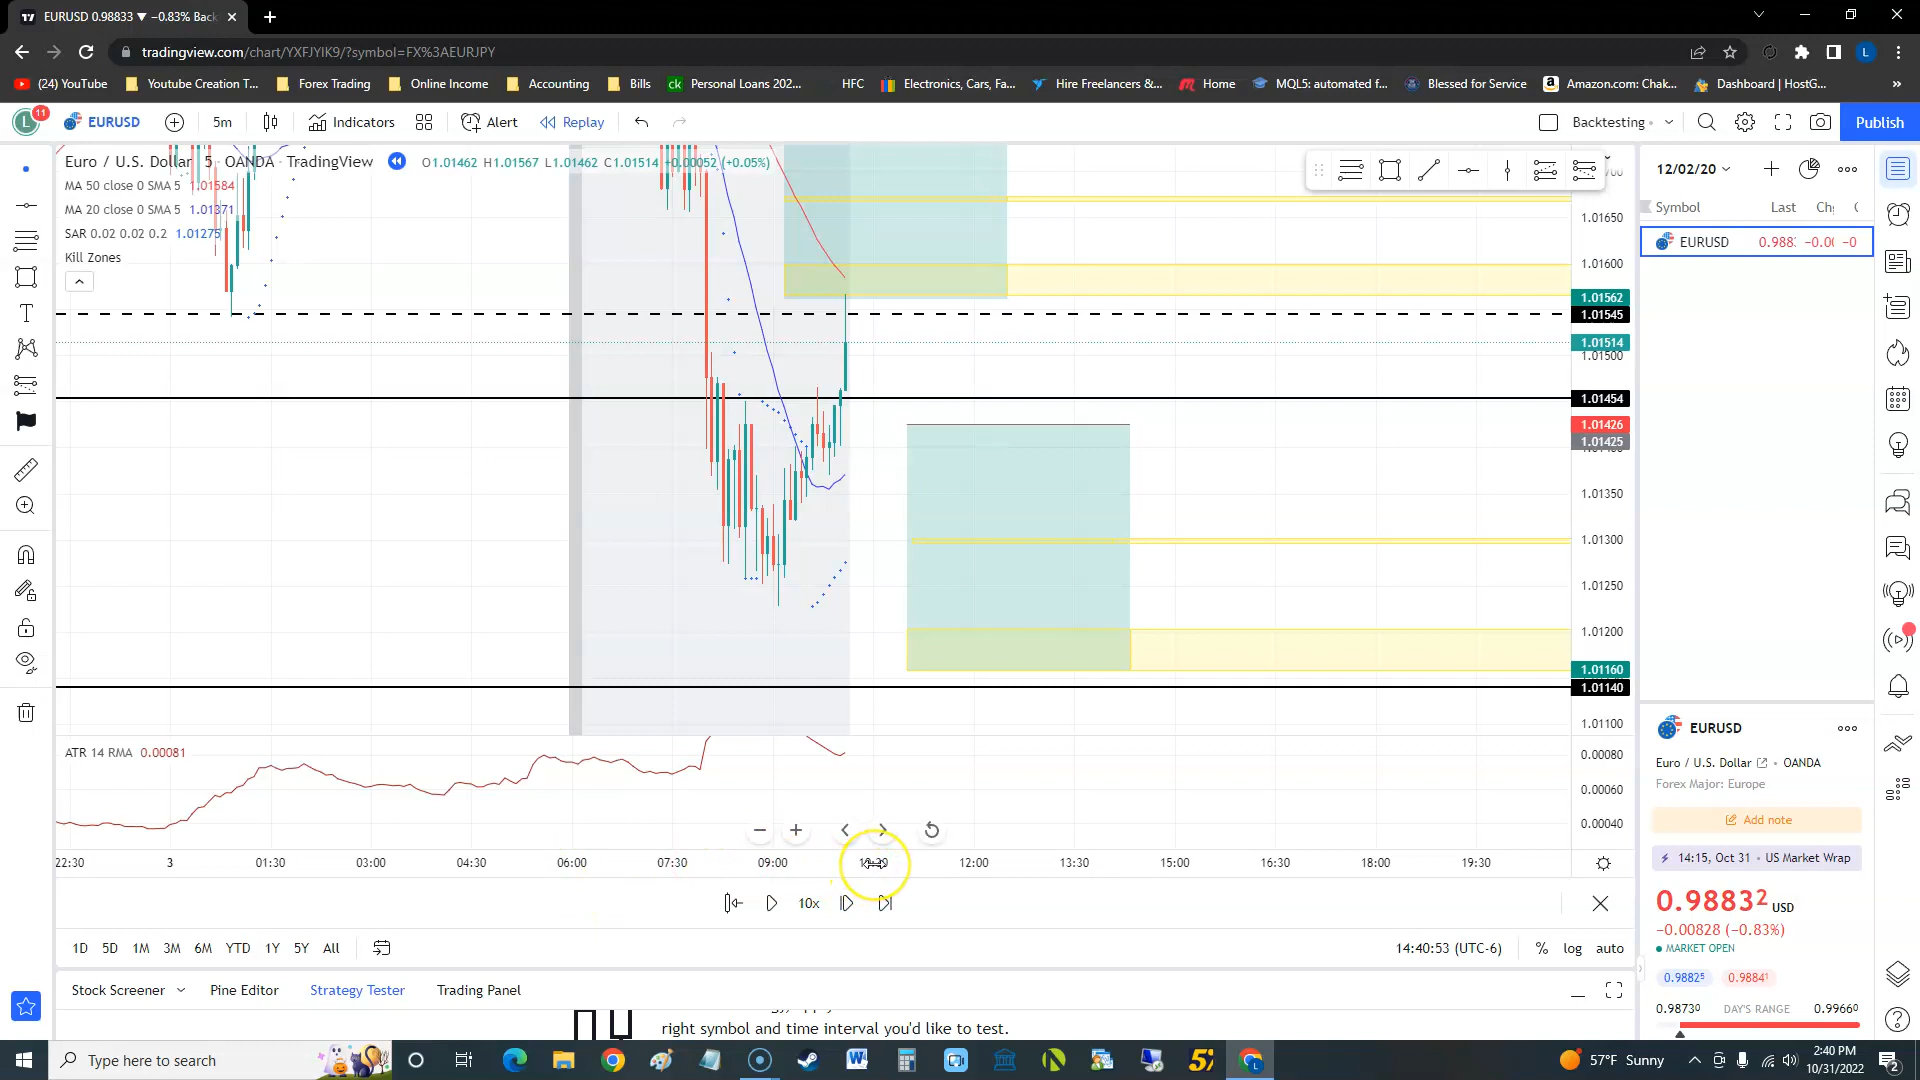 EURUSD 0.98833 ▼ −0.83% Back
tradingview.com/chart/YXFJYIK9/?symbol=FX%3AEURJPY
L
(24) YouTube
Youtube Creation T...
Forex Trading
Online Income
Accounting
Bills
ck
Personal Loans 202...
HFC
Electronics, Cars, Fa...
Hire Freelancers &...
Home
MQL5: automated f...
Blessed for Service
Amazon.com: Chak...
Dashboard | HostG...
»
L
11
EURUSD
5m
Indicators
Alert
Replay
Backtesting
Publish
Euro / U.S. Dollar · 5 · OANDA · TradingView
O1.01462 H1.01567 L1.01462 C1.01514 +0.00052 (+0.05%)
MA 50 close 0 SMA 5 1.01584
MA 20 close 0 SMA 5 1.01371
SAR 0.02 0.02 0.2 1.01275
Kill Zones
1.01650
1.01600
1.01562
1.01545
1.01514
1.01500
1.01454
1.01426
1.01425
1.01350
1.01300
1.01250
1.01200
1.01160
1.01140
1.01100
ATR 14 RMA 0.00081
0.00080
0.00060
0.00040
22:30
3
01:30
03:00
04:30
06:00
07:30
09:00
12:00
13:30
15:00
16:30
18:00
19:30
10x
1D 5D 1M 3M 6M YTD 1Y 5Y All
14:40:53 (UTC-6)
% log auto
Stock Screener
Pine Editor
Strategy Tester
Trading Panel
right symbol and time interval you'd like to test.
12/02/20
Symbol
Last
EURUSD
EURUSD
Euro / U.S. Dollar • OANDA
Forex Major: Europe
Add note
14:15, Oct 31 • US Market Wrap
0.98832 USD
−0.00828 (−0.83%)
MARKET OPEN
0.98825
0.98841
0.98730 DAY'S RANGE 0.99660
Type here to search
57°F Sunny
2:40 PM
10/31/2022
2